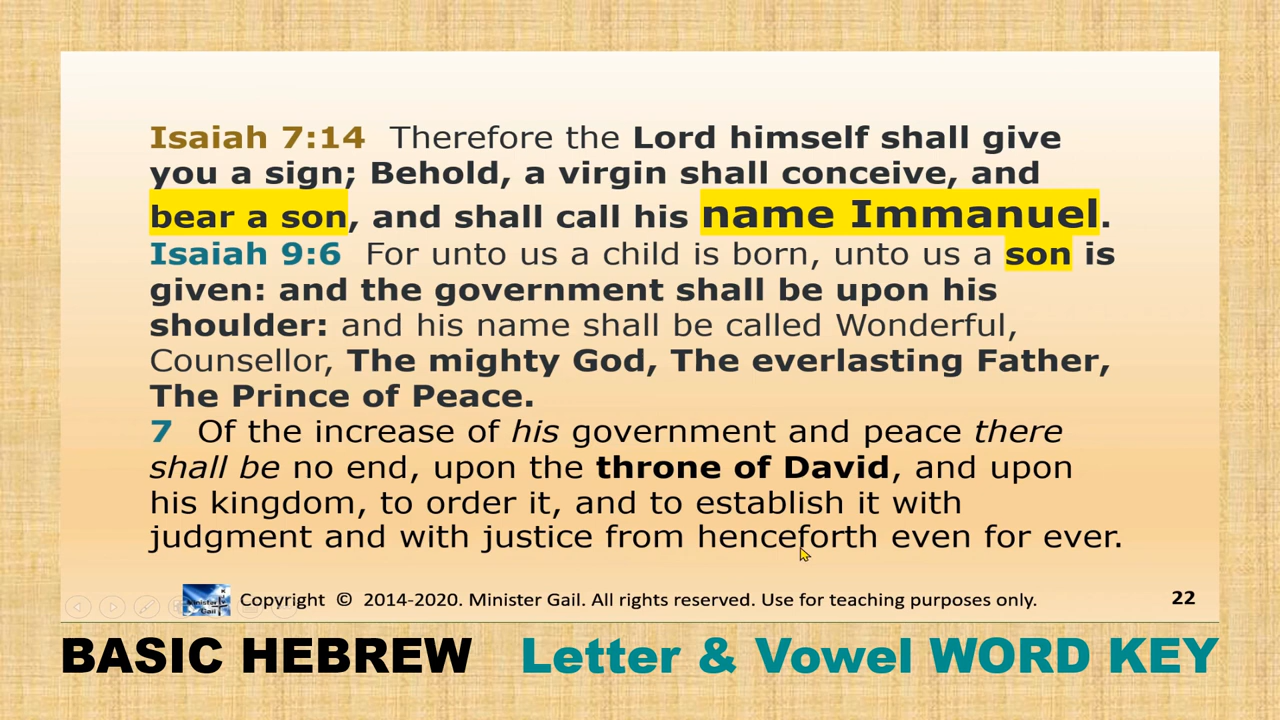 Isaiah 7:14 Therefore the Lord himself shall give
you a sign; Behold, a virgin shall conceive, and
bear a son, and shall call his name Immanuel.
Isaiah 9:6 For unto us a child is born, unto us a son is
given: and the government shall be upon his
shoulder: and his name shall be called Wonderful,
Counsellor, The mighty God, The everlasting Father,
The Prince of Peace.
7 Of the increase of his government and peace there
shall be no end, upon the throne of David, and upon
his kingdom, to order it, and to establish it with
judgment and with justice from henceforth even for ever.
Minister
Gail
Copyright © 2014-2020. Minister Gail. All rights reserved. Use for teaching purposes only. 22
BASIC HEBREW Letter & Vowel WORD KEY